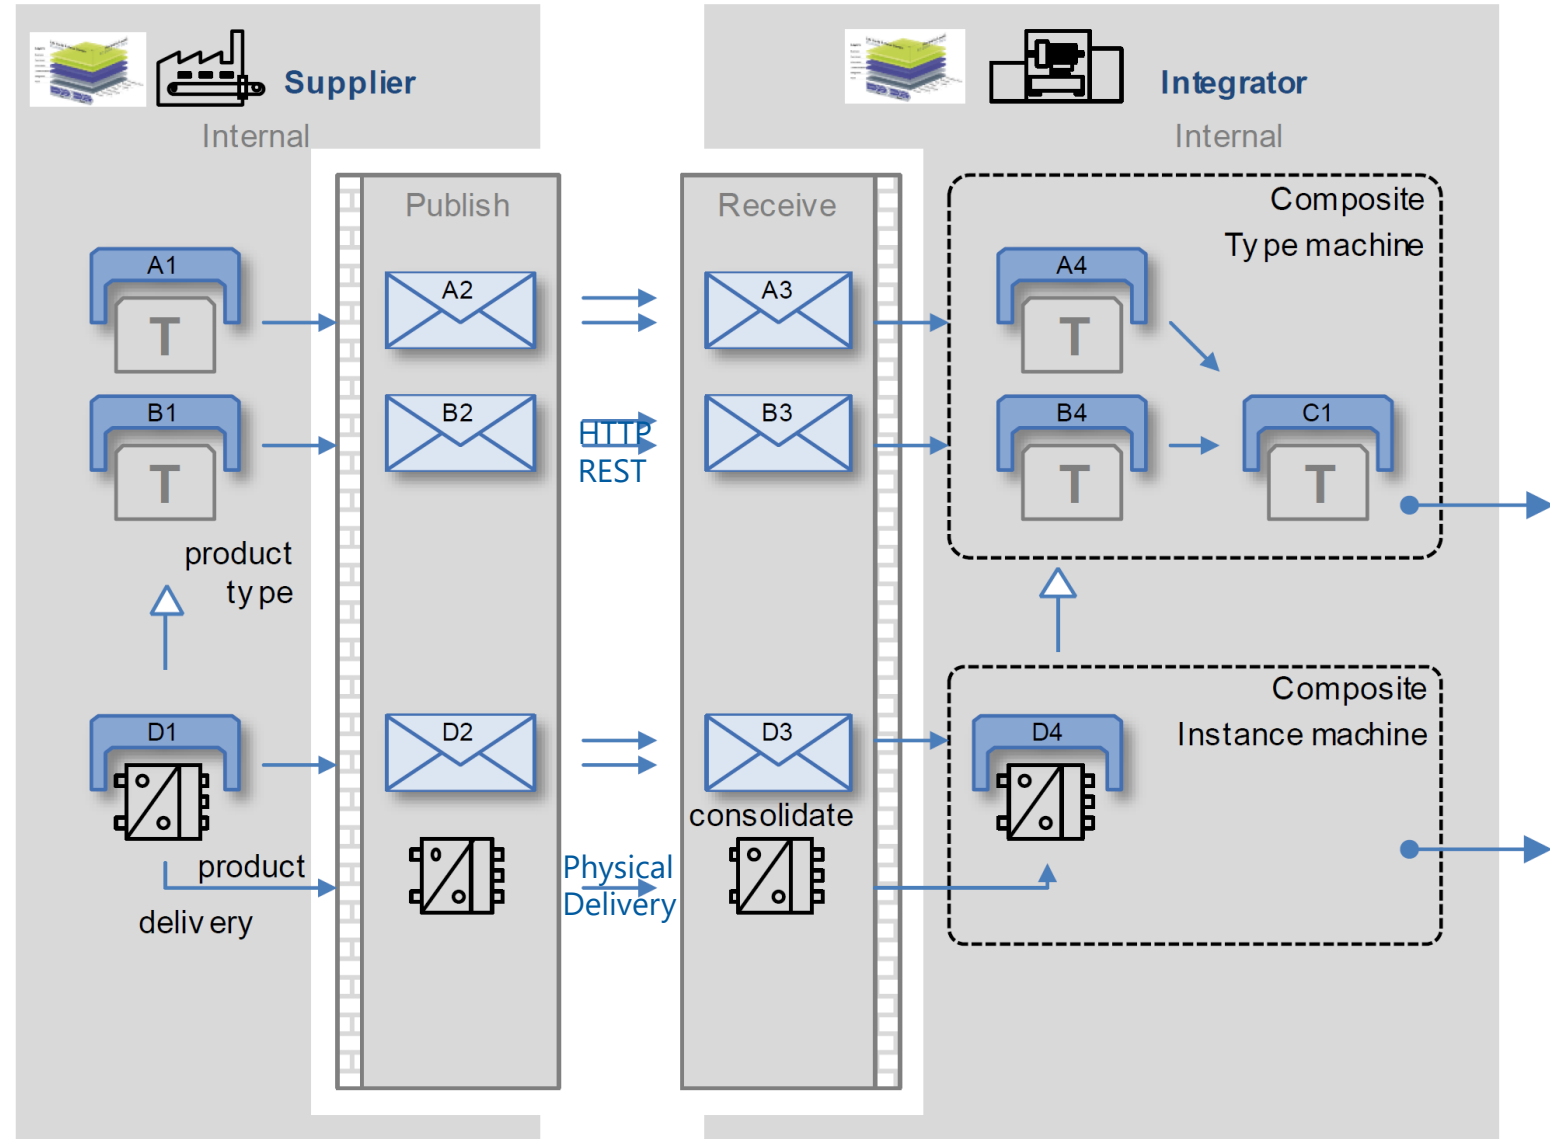 Supplier
Internal
Integrator
Internal
Publish
Receive
Composite
Type machine
A1
T
A2
A3
A4
T
B1
T
B2
HTTP
REST
B3
B4
T
C1
T
product
type
Composite
Instance machine
D1
D2
D3
D4
consolidate
product
delivery
Physical
Delivery